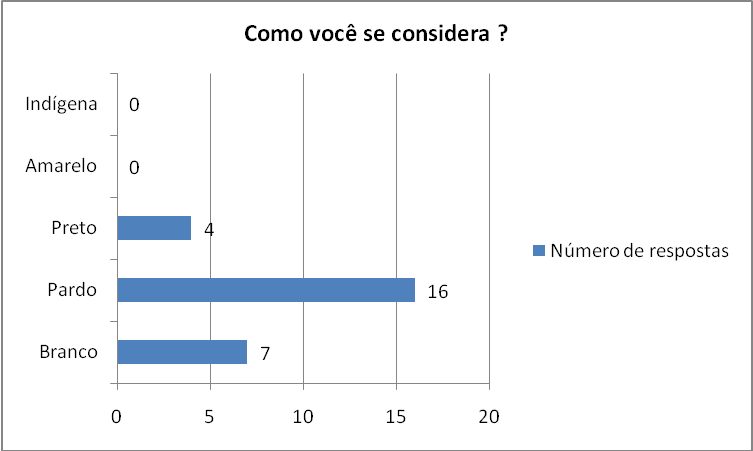 Como você se considera ?
Indígena 0
Amarelo 0
Preto 4
Pardo 16
Branco 7
0 5 10 15 20
Número de respostas